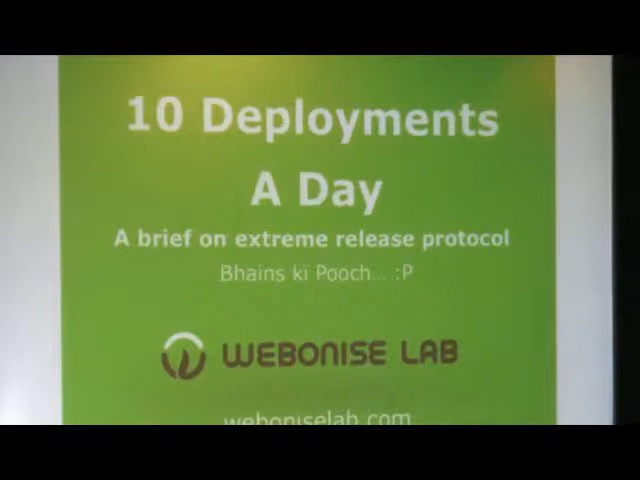 10 Deployments
A Day
A brief on extreme release protocol
Bhains ki Pooch... :P
WEBONISE LAB
weboniselab.com